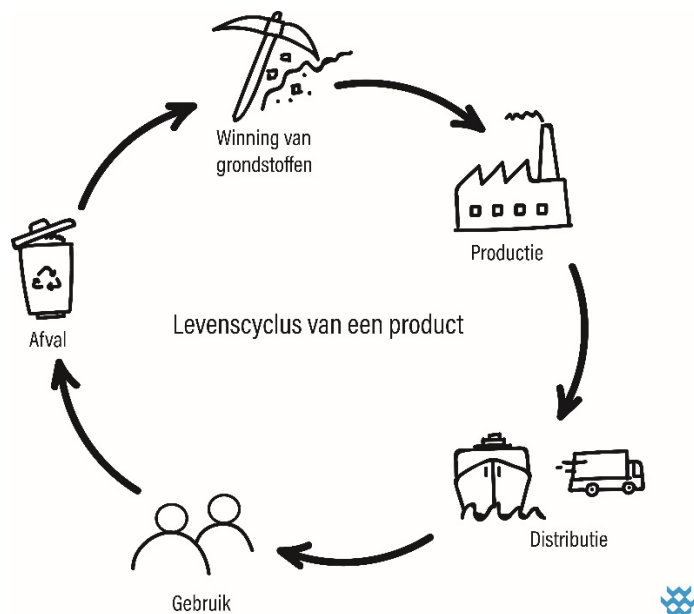 Winning van
grondstoffen
Productie
Afval
Levenscyclus van een product
Distributie
Gebruik